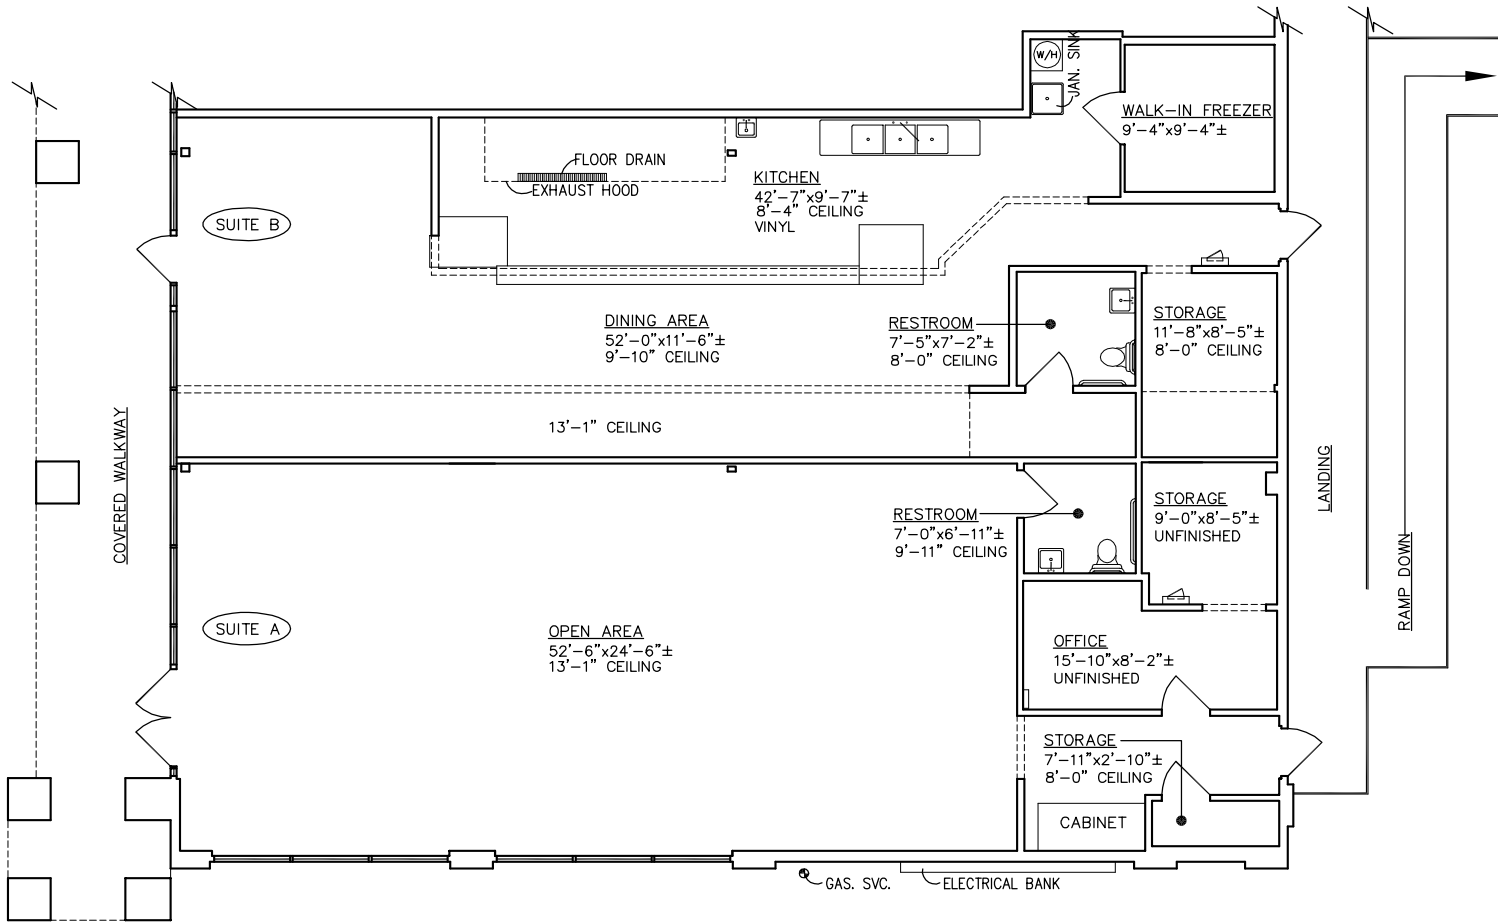 W/H
JAN. SINK
WALK-IN FREEZER
9'-4"x9'-4"±
FLOOR DRAIN
EXHAUST HOOD
KITCHEN
42'-7"x9'-7"±
8'-4" CEILING
VINYL
SUITE B
DINING AREA
52'-0"x11'-6"±
9'-10" CEILING
RESTROOM
7'-5"x7'-2"±
8'-0" CEILING
STORAGE
11'-8"x8'-5"±
8'-0" CEILING
13'-1" CEILING
COVERED WALKWAY
LANDING
RAMP DOWN
RESTROOM
7'-0"x6'-11"±
9'-11" CEILING
STORAGE
9'-0"x8'-5"±
UNFINISHED
SUITE A
OPEN AREA
52'-6"x24'-6"±
13'-1" CEILING
OFFICE
15'-10"x8'-2"±
UNFINISHED
STORAGE
7'-11"x2'-10"±
8'-0" CEILING
CABINET
GAS. SVC.
ELECTRICAL BANK